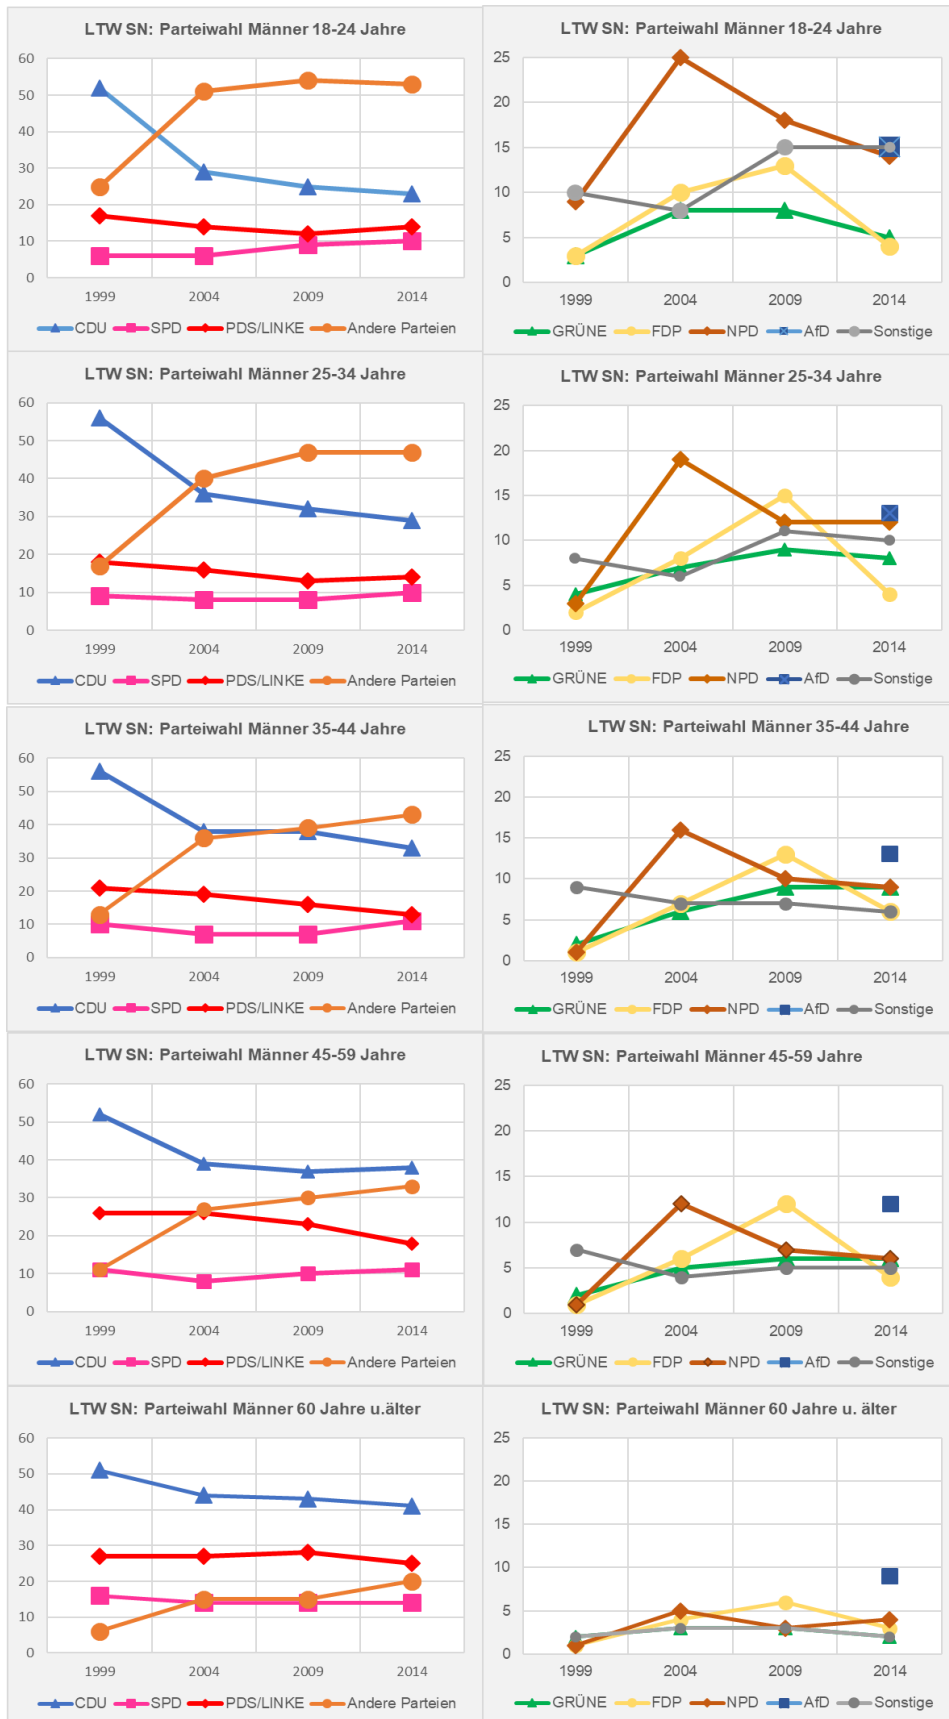 LTW SN: Parteiwahl Männer 18-24 Jahre
60
50
40
30
20
10
0
1999 2004 2009 2014
CDU SPD PDS/LINKE Andere Parteien
LTW SN: Parteiwahl Männer 18-24 Jahre
25
20
15
10
5
0
1999 2004 2009 2014
GRÜNE FDP NPD AfD Sonstige
LTW SN: Parteiwahl Männer 25-34 Jahre
60
50
40
30
20
10
0
1999 2004 2009 2014
CDU SPD PDS/LINKE Andere Parteien
LTW SN: Parteiwahl Männer 25-34 Jahre
25
20
15
10
5
0
1999 2004 2009 2014
GRÜNE FDP NPD AfD Sonstige
LTW SN: Parteiwahl Männer 35-44 Jahre
60
50
40
30
20
10
0
1999 2004 2009 2014
CDU SPD PDS/LINKE Andere Parteien
LTW SN: Parteiwahl Männer 35-44 Jahre
25
20
15
10
5
0
1999 2004 2009 2014
GRÜNE FDP NPD AfD Sonstige
LTW SN: Parteiwahl Männer 45-59 Jahre
60
50
40
30
20
10
0
1999 2004 2009 2014
CDU SPD PDS/LINKE Andere Parteien
LTW SN: Parteiwahl Männer 45-59 Jahre
25
20
15
10
5
0
1999 2004 2009 2014
GRÜNE FDP NPD AfD Sonstige
LTW SN: Parteiwahl Männer 60 Jahre u.älter
60
50
40
30
20
10
0
1999 2004 2009 2014
CDU SPD PDS/LINKE Andere Parteien
LTW SN: Parteiwahl Männer 60 Jahre u. älter
25
20
15
10
5
0
1999 2004 2009 2014
GRÜNE FDP NPD AfD Sonstige